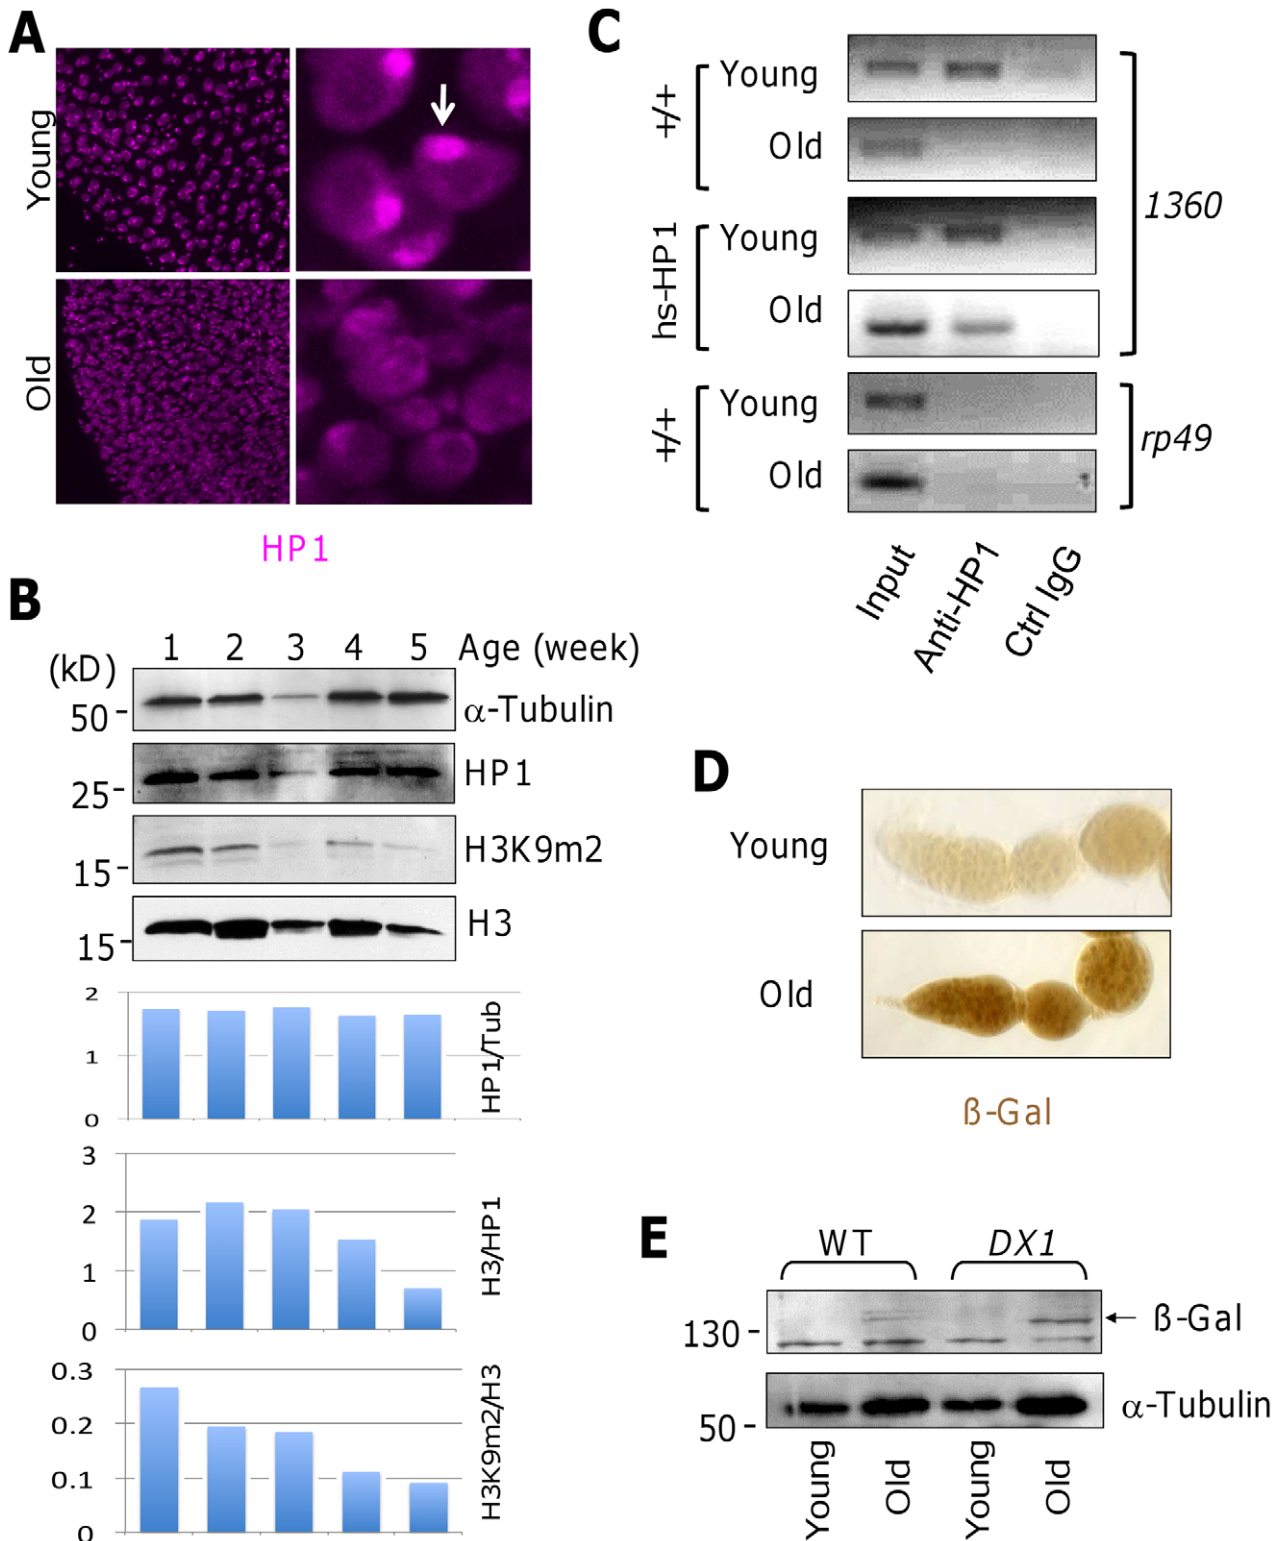 A
Young
Old
HP1
B
(kD)
1 2 3 4 5 Age (week)
50
α-Tubulin
25
HP1
15
H3K9m2
15
H3
2
1
0
HP1/Tub
3
2
1
0
H3/HP1
0.3
0.2
0.1
0
H3K9m2/H3
C
+/+
Young
Old
hs-HP1
Young
Old
1360
+/+
Young
Old
rp49
Input
Anti-HP1
Ctrl IgG
D
Young
Old
ß-Gal
E
WT DX1
130
ß-Gal
50
α-Tubulin
Young
Old
Young
Old